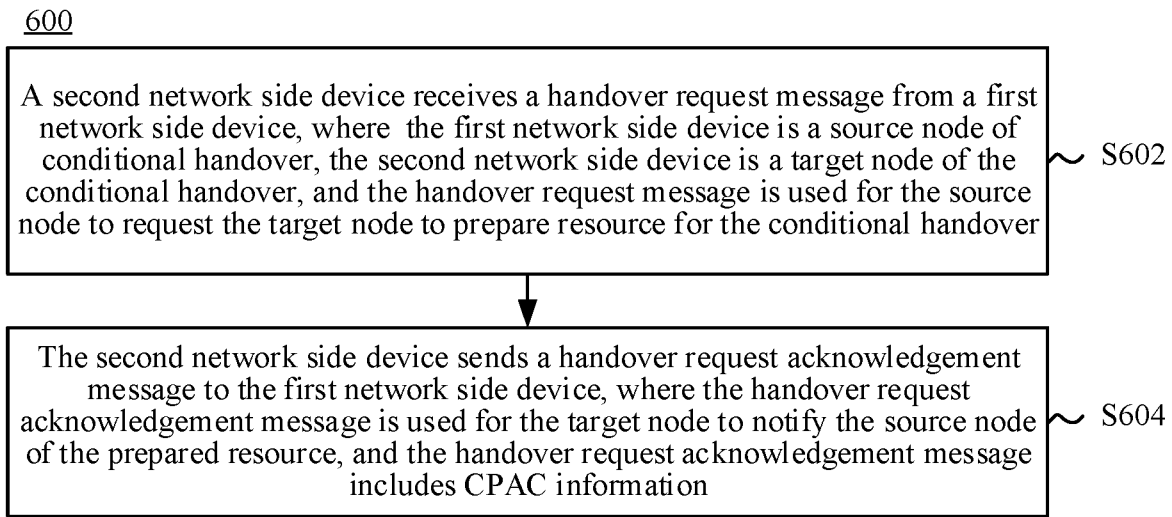 600
A second network side device receives a handover request message from a first
network side device, where the first network side device is a source node of
conditional handover, the second network side device is a target node of the
conditional handover, and the handover request message is used for the source
node to request the target node to prepare resource for the conditional handover
S602
The second network side device sends a handover request acknowledgement
message to the first network side device, where the handover request
acknowledgement message is used for the target node to notify the source node
of the prepared resource, and the handover request acknowledgement message
includes CPAC information
S604